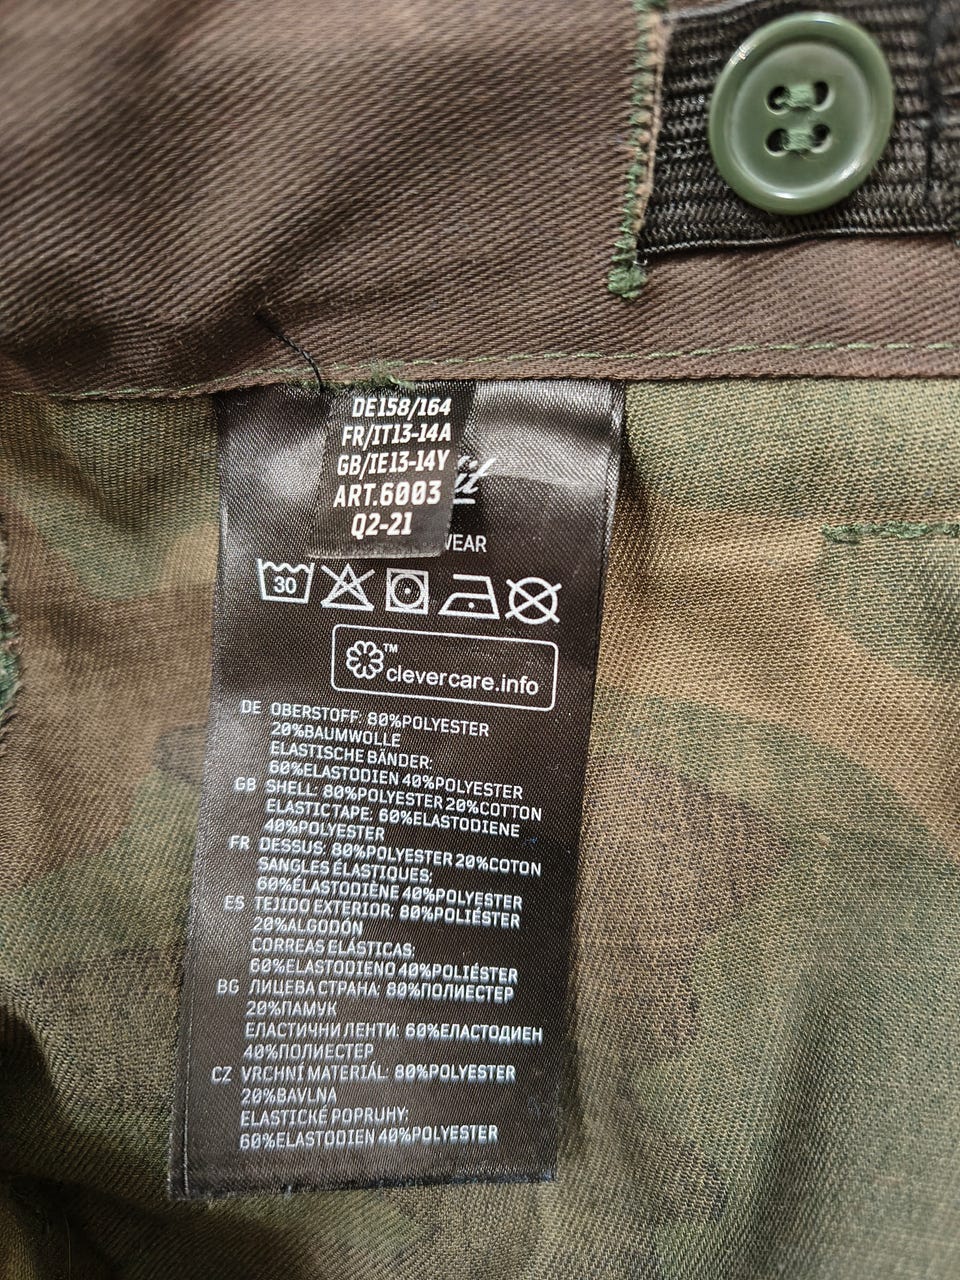 DE158/164
FR/IT13-14A
GB/IE13-14Y
ART.6003
Q2-21
30
™
clevercare.info
DE OBERSTOFF: 80%POLYESTER
20%BAUMWOLLE
ELASTISCHE BÄNDER:
60%ELASTODIEN 40%POLYESTER
GB SHELL: 80%POLYESTER 20%COTTON
ELASTIC TAPE: 60%ELASTODIENE
40%POLYESTER
FR DESSUS: 80%POLYESTER 20%COTON
SANGLES ÉLASTIQUES:
60%ÉLASTODIÈNE 40%POLYESTER
ES TEJIDO EXTERIOR: 80%POLIÉSTER
20%ALGODÓN
CORREAS ELÁSTICAS:
60%ELASTODIENO 40%POLIÉSTER
BG ЛИЦЕВА СТРАНА: 80%ПОЛИЕСТЕР
20%ПАМУК
ЕЛАСТИЧНИ ЛЕНТИ: 60%ЕЛАСТОДИЕН
40%ПОЛИЕСТЕР
CZ VRCHNÍ MATERIÁL: 80%POLYESTER
20%BAVLNA
ELASTICKÉ POPRUHY:
60%ELASTODIEN 40%POLYESTER